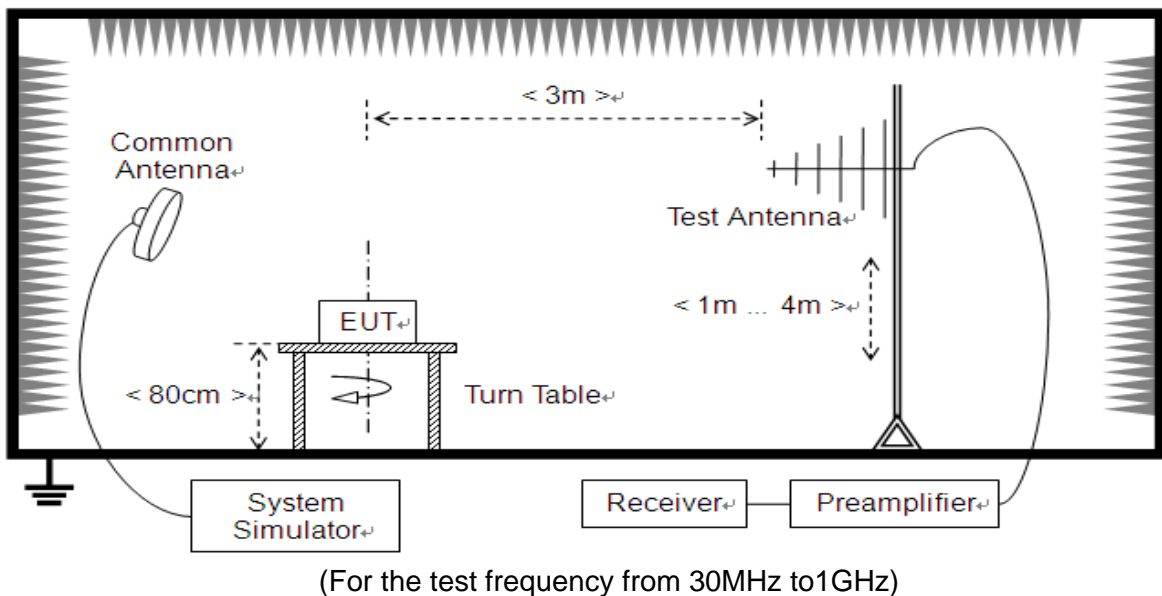 < 3m >↵
Common
Antenna↵
Test Antenna↵
< 1m ... 4m >↵
EUT↵
< 80cm >↵
Turn Table↵
System
Simulator↵
Receiver↵
Preamplifier↵
(For the test frequency from 30MHz to1GHz)